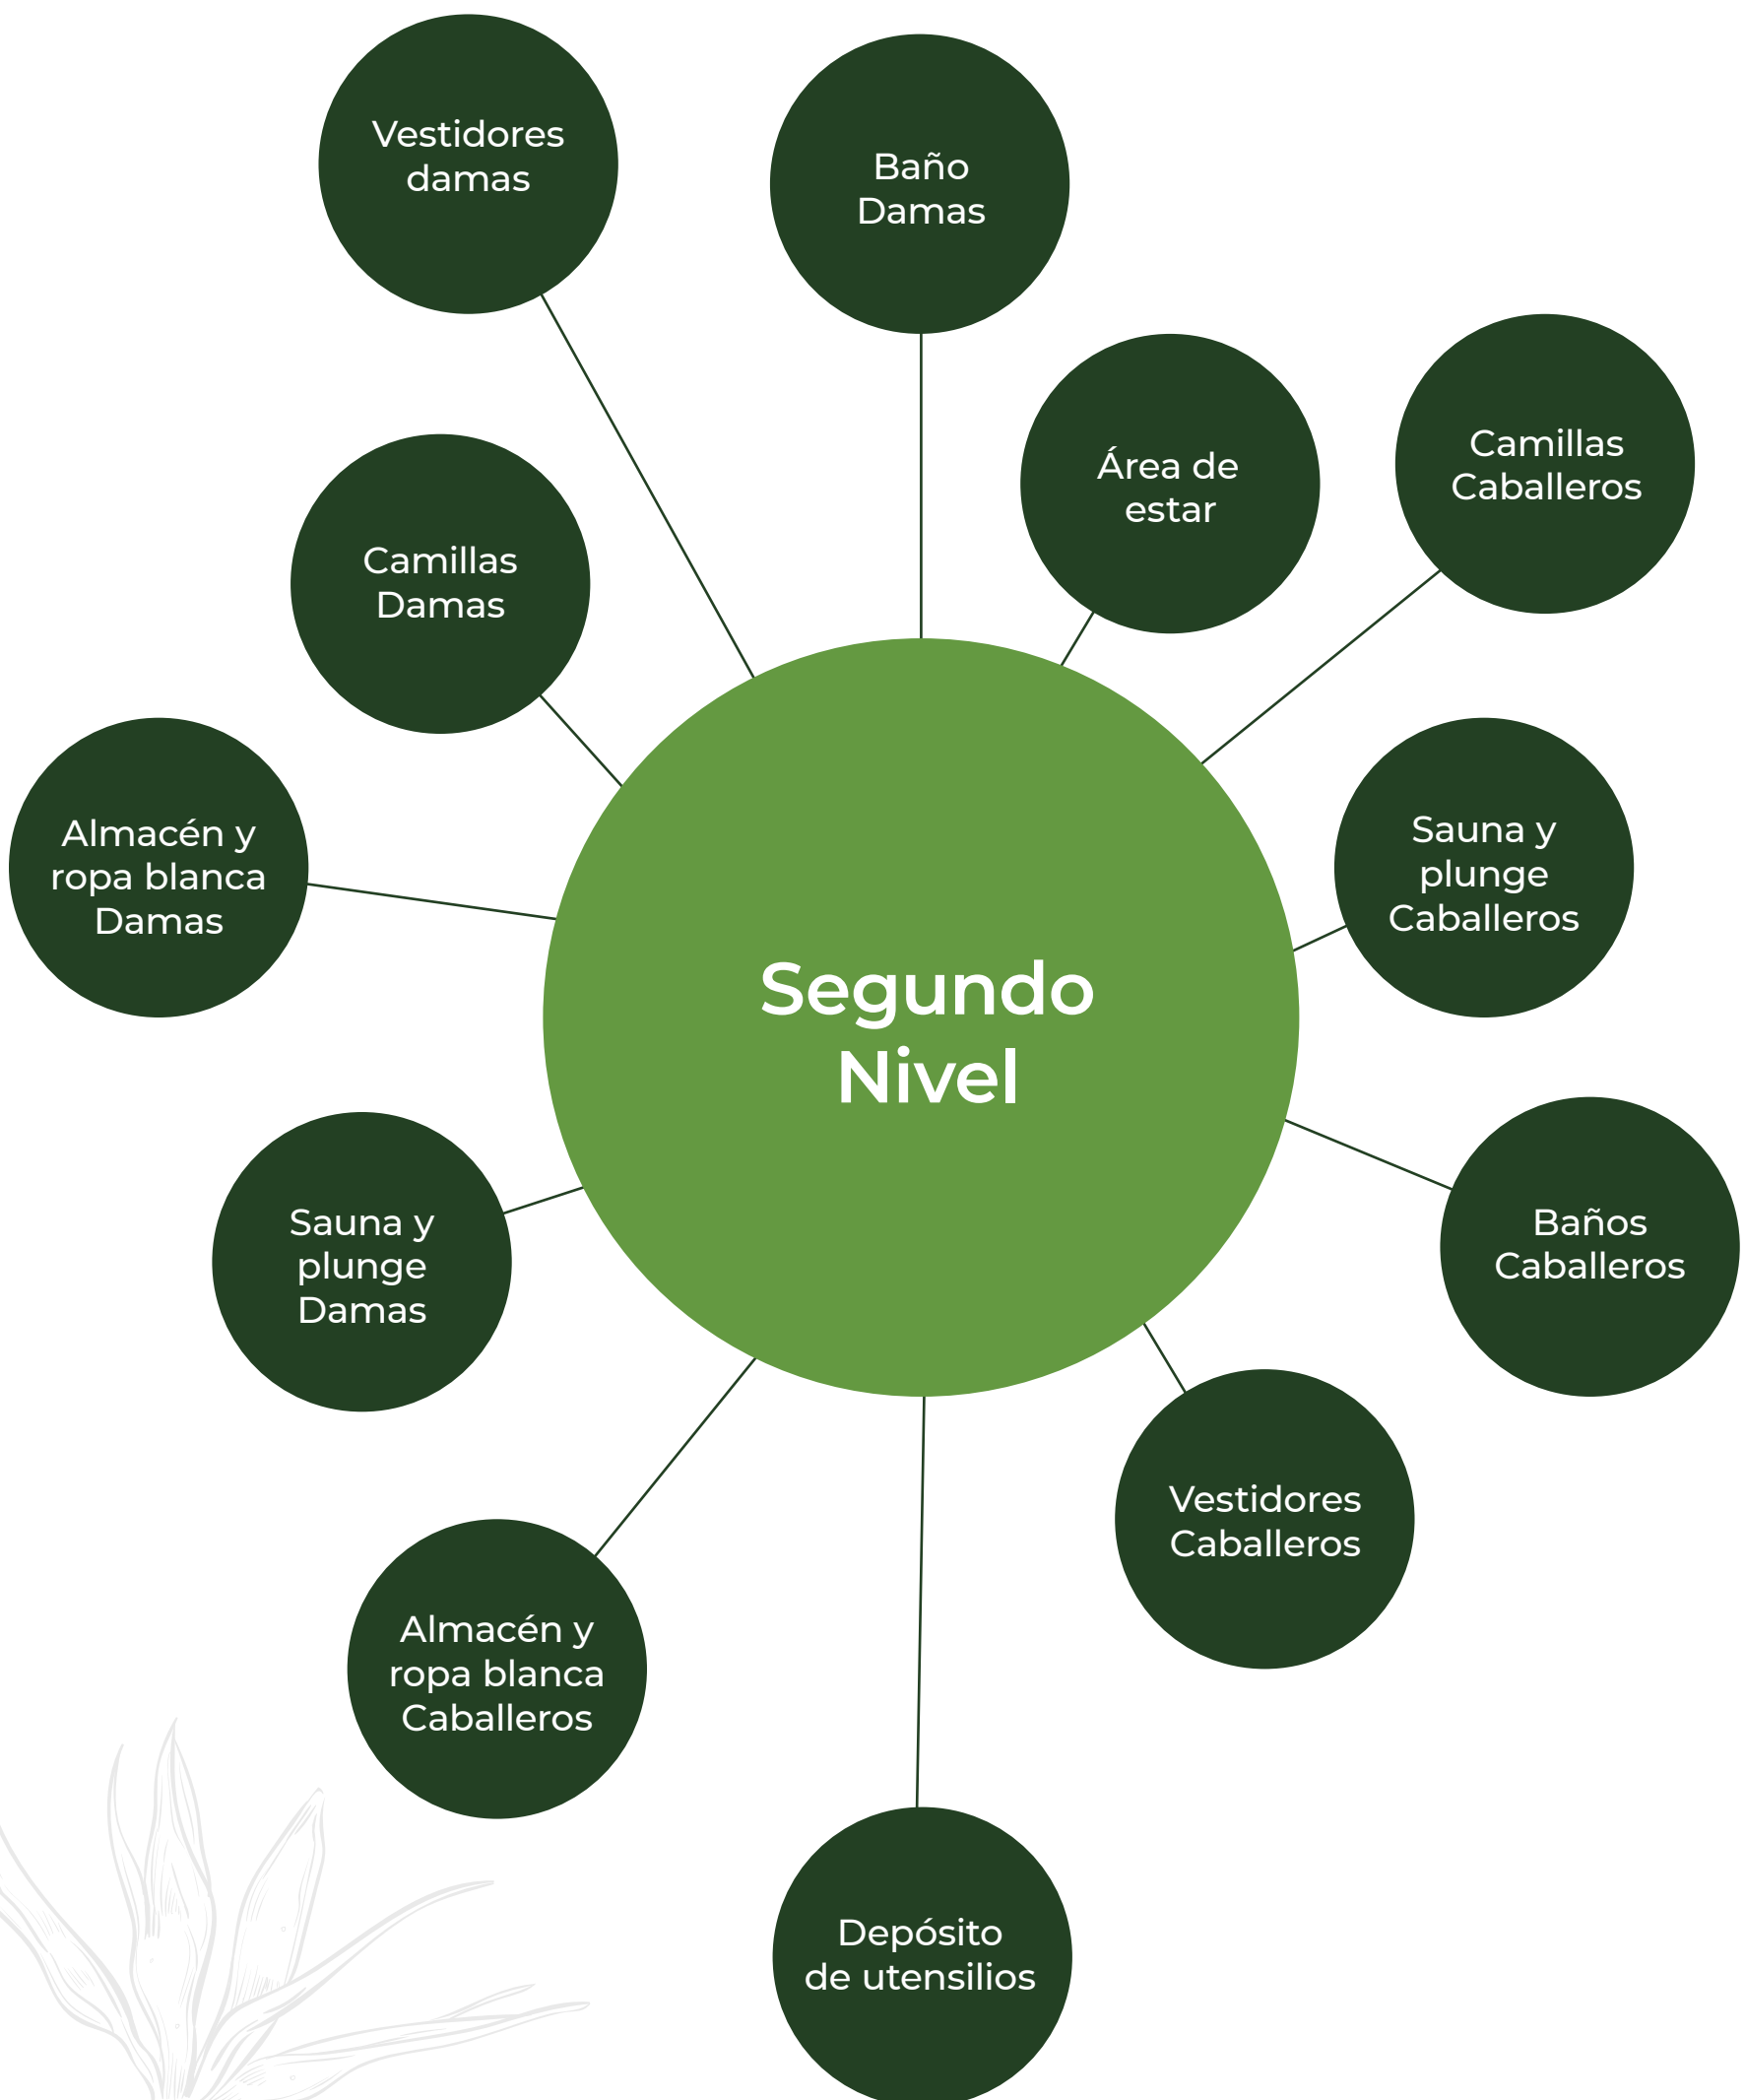 Vestidores
damas
Baño
Damas
Área de
estar
Camillas
Caballeros
Camillas
Damas
Almacén y
ropa blanca
Damas
Sauna y
plunge
Caballeros
Segundo
Nivel
Sauna y
plunge
Damas
Baños
Caballeros
Vestidores
Caballeros
Almacén y
ropa blanca
Caballeros
Depósito
de utensilios